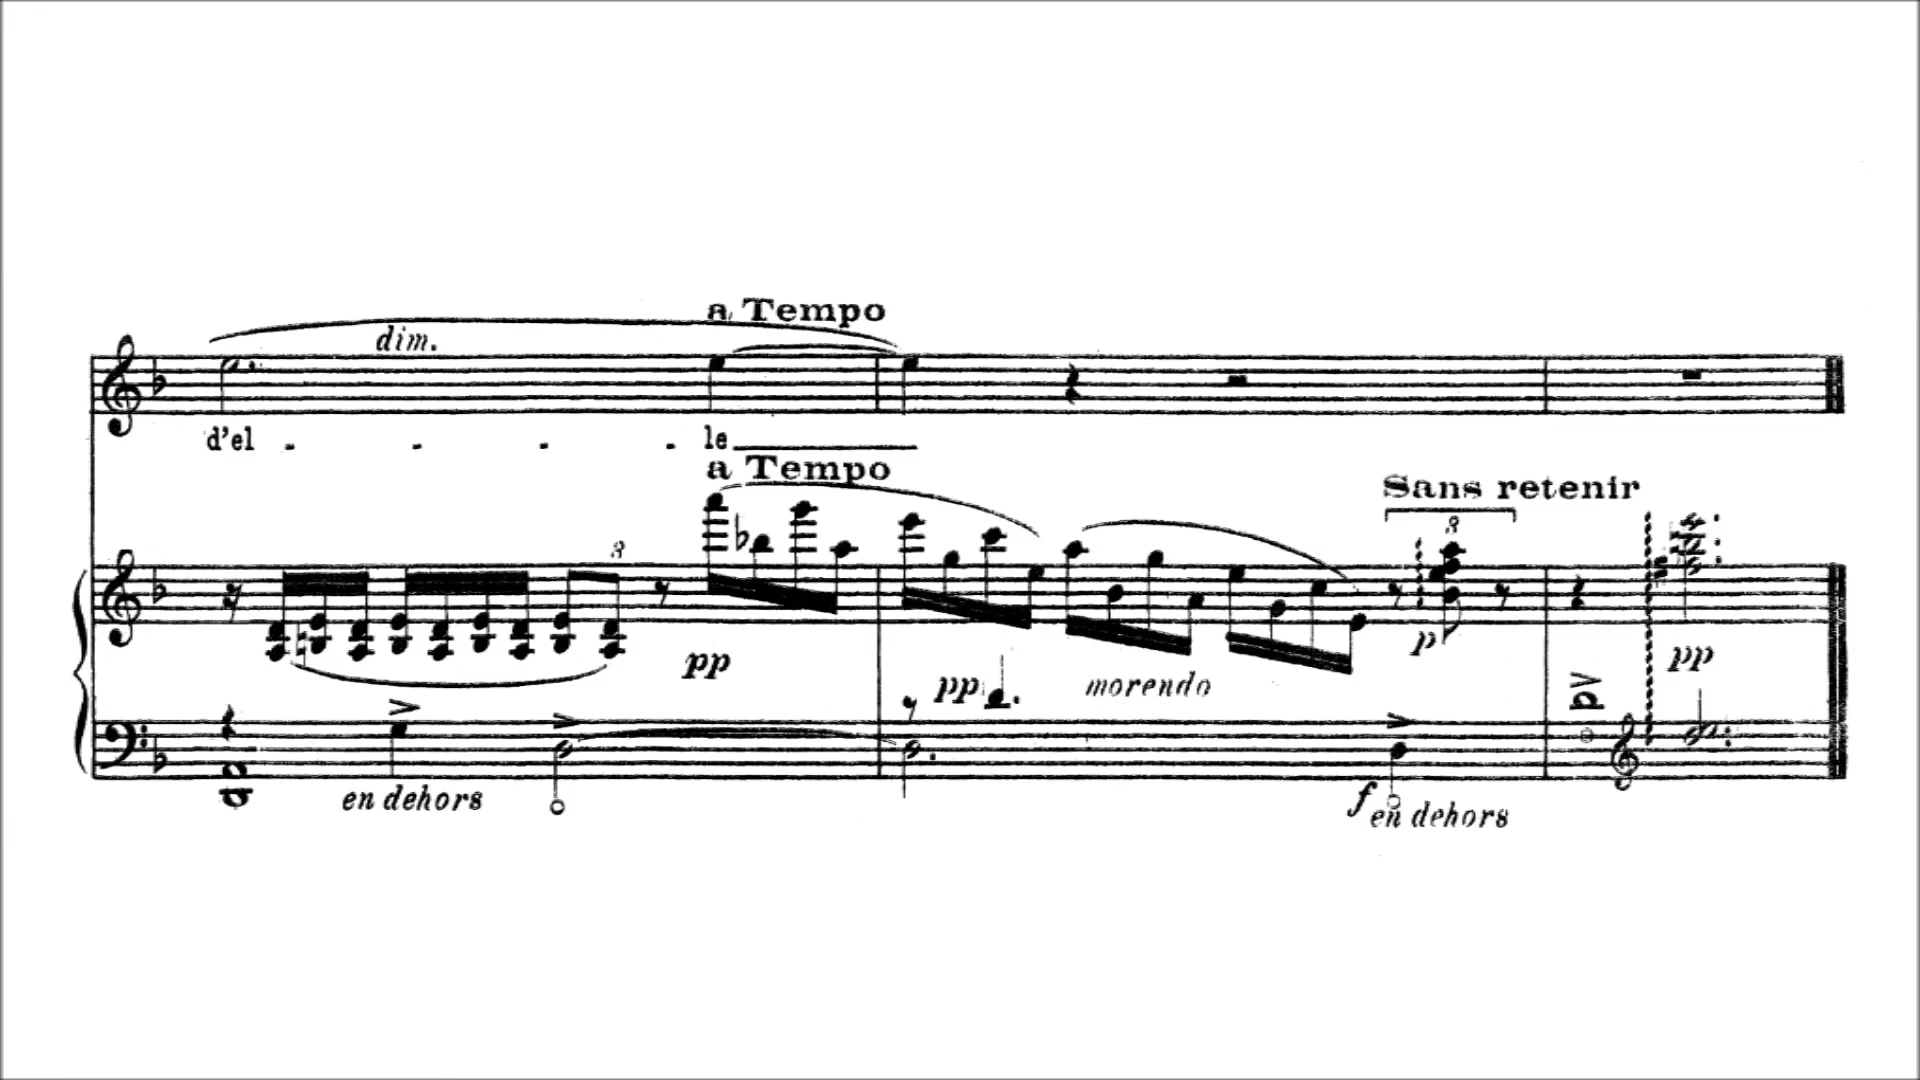 a Tempo
dim.
d'el - - - - le
a Tempo
Sans retenir
3
3
pp
p
pp
pp
morendo
en dehors
f
en dehors